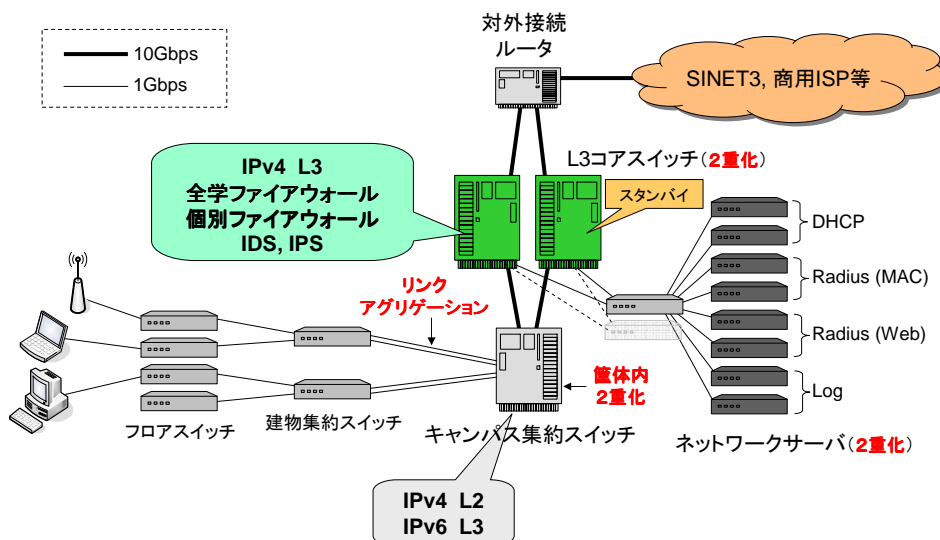 対外接続
ルータ
10Gbps
1Gbps
SINET3, 商用ISP等
IPv4 L3
全学ファイアウォール
個別ファイアウォール
IDS, IPS
L3コアスイッチ(2重化)
スタンバイ
DHCP
Radius (MAC)
Radius (Web)
Log
リンク
アグリゲーション
筐体内
2重化
フロアスイッチ
建物集約スイッチ
キャンパス集約スイッチ
ネットワークサーバ(2重化)
IPv4 L2
IPv6 L3